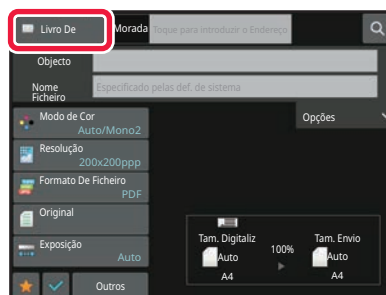 Livro De
Morada
Toque para introduzir o Endereço
Objecto
Nome
Ficheiro
Especificado pelas def. de sistema
Modo de Cor
Auto/Mono2
Opções
Resolução
200x200ppp
Formato De Ficheiro
PDF
Original
Exposição
Auto
Tam. Digitaliz
100%
Tam. Envio
Auto
Auto
A4
A4
Outros